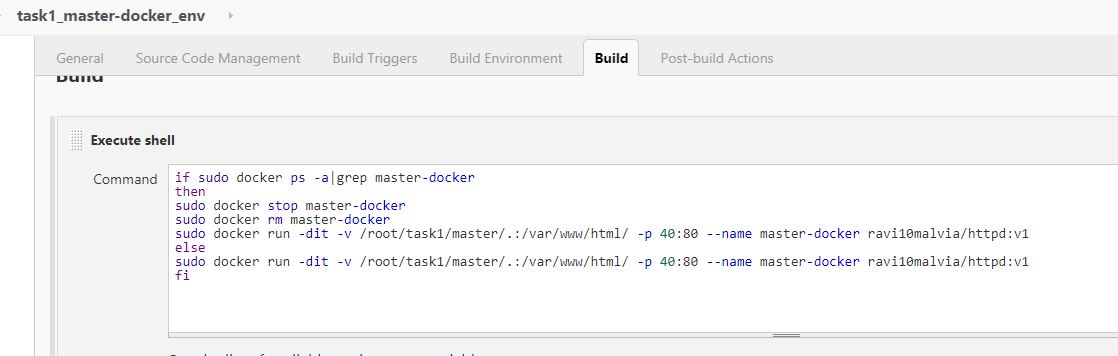 task1_master-docker_env
General Source Code Management Build Triggers Build Environment Build Post-build Actions
Build
Execute shell
Command
if sudo docker ps -a|grep master-docker
then
sudo docker stop master-docker
sudo docker rm master-docker
sudo docker run -dit -v /root/task1/master/.:/var/www/html/ -p 40:80 --name master-docker ravi10malvia/httpd:v1
else
sudo docker run -dit -v /root/task1/master/.:/var/www/html/ -p 40:80 --name master-docker ravi10malvia/httpd:v1
fi